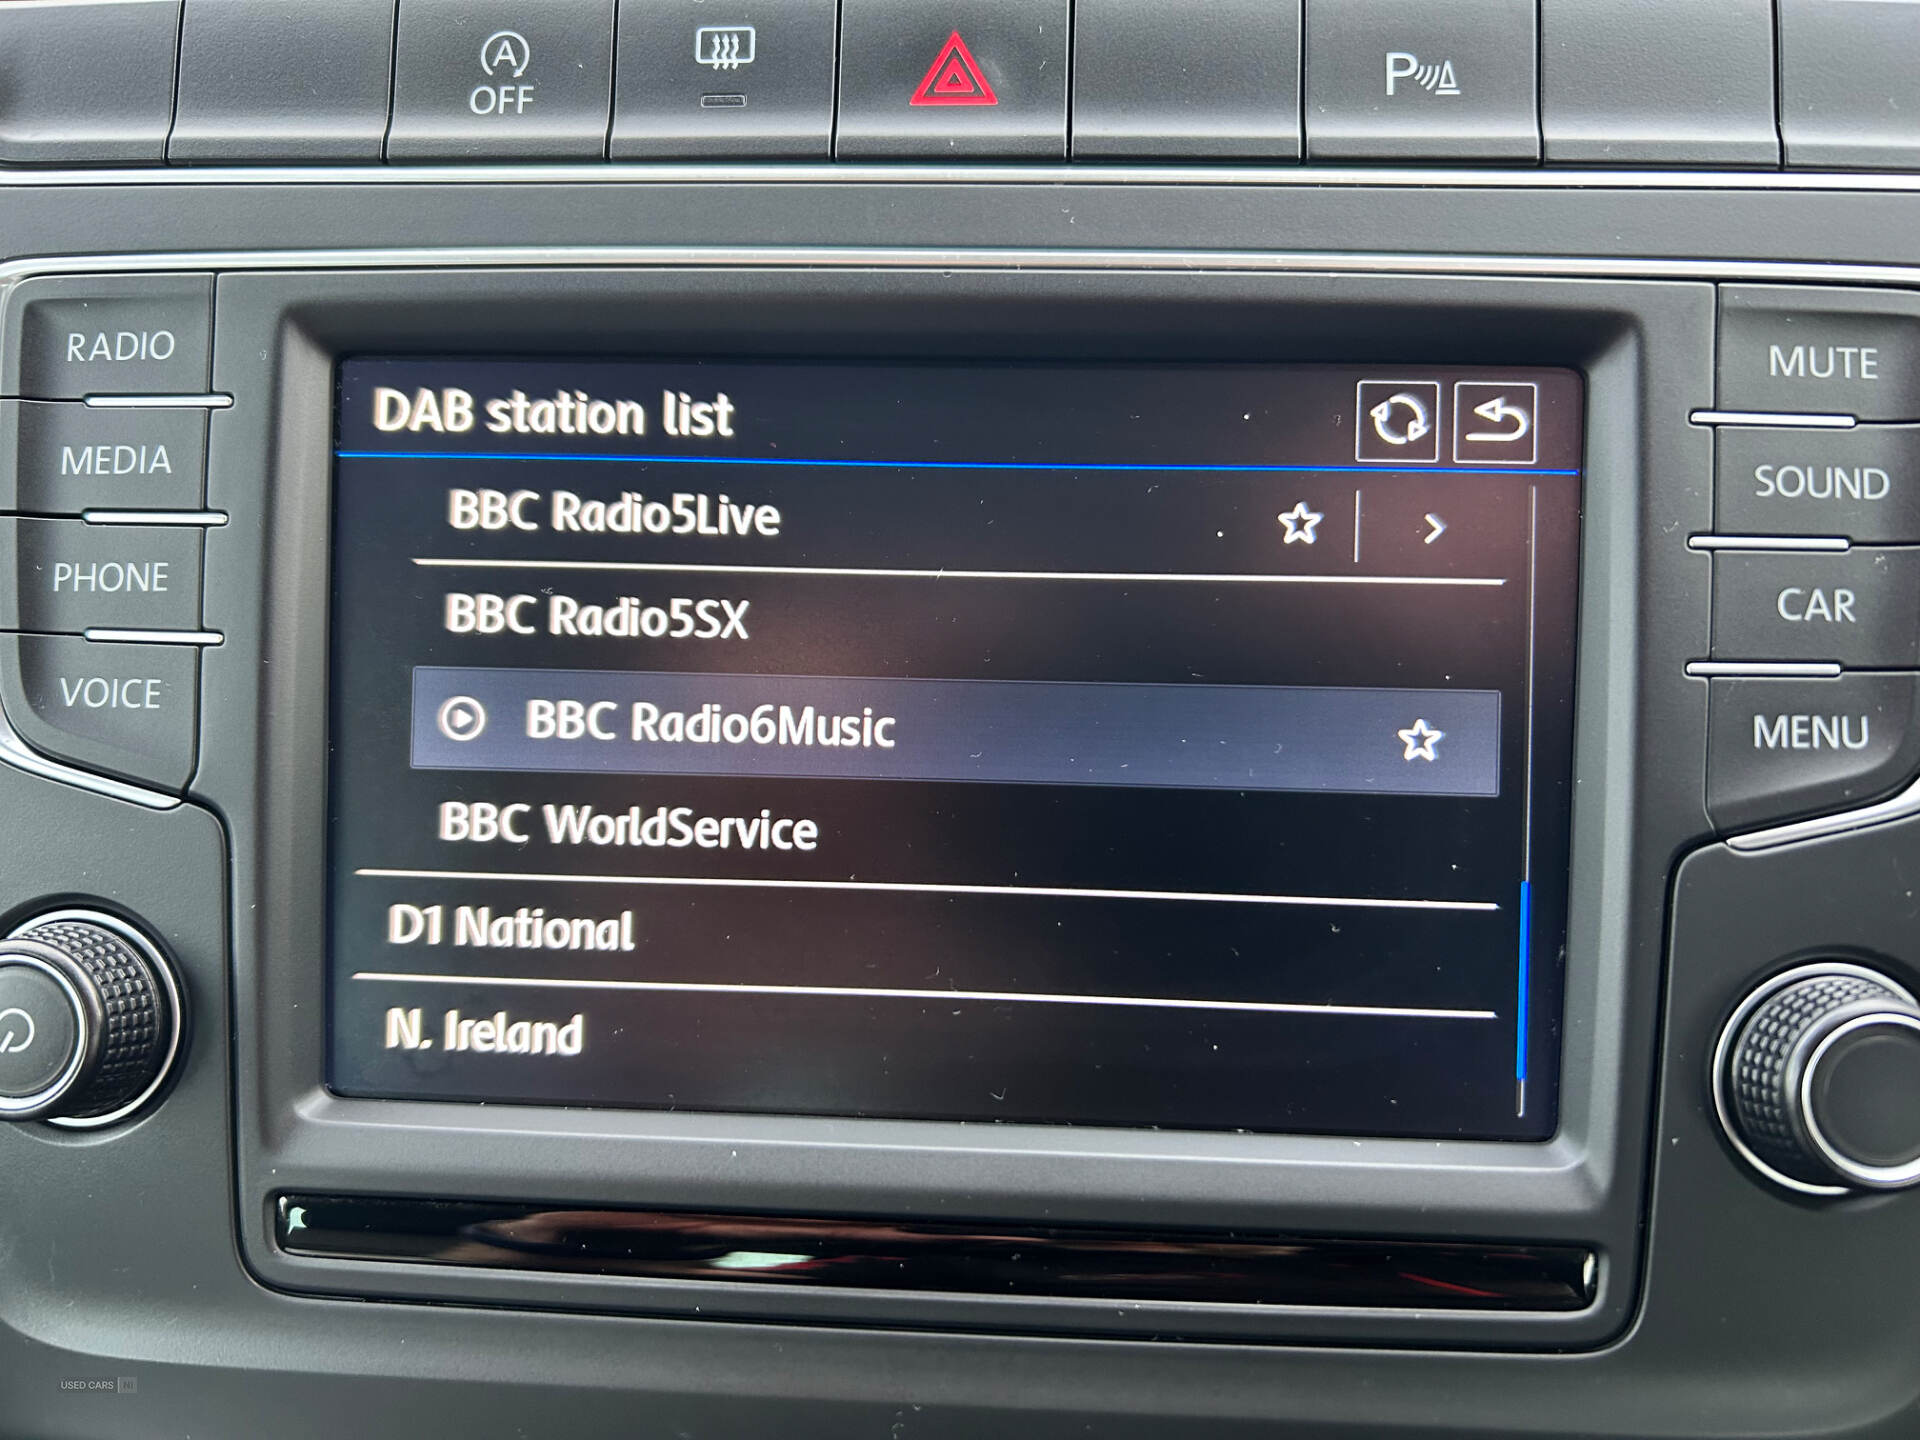 A
OFF
P
RADIO
MEDIA
PHONE
VOICE
DAB station list
BBC Radio5Live
BBC Radio5SX
BBC Radio6Music
BBC WorldService
D1 National
N. Ireland
MUTE
SOUND
CAR
MENU
USED CARS NI